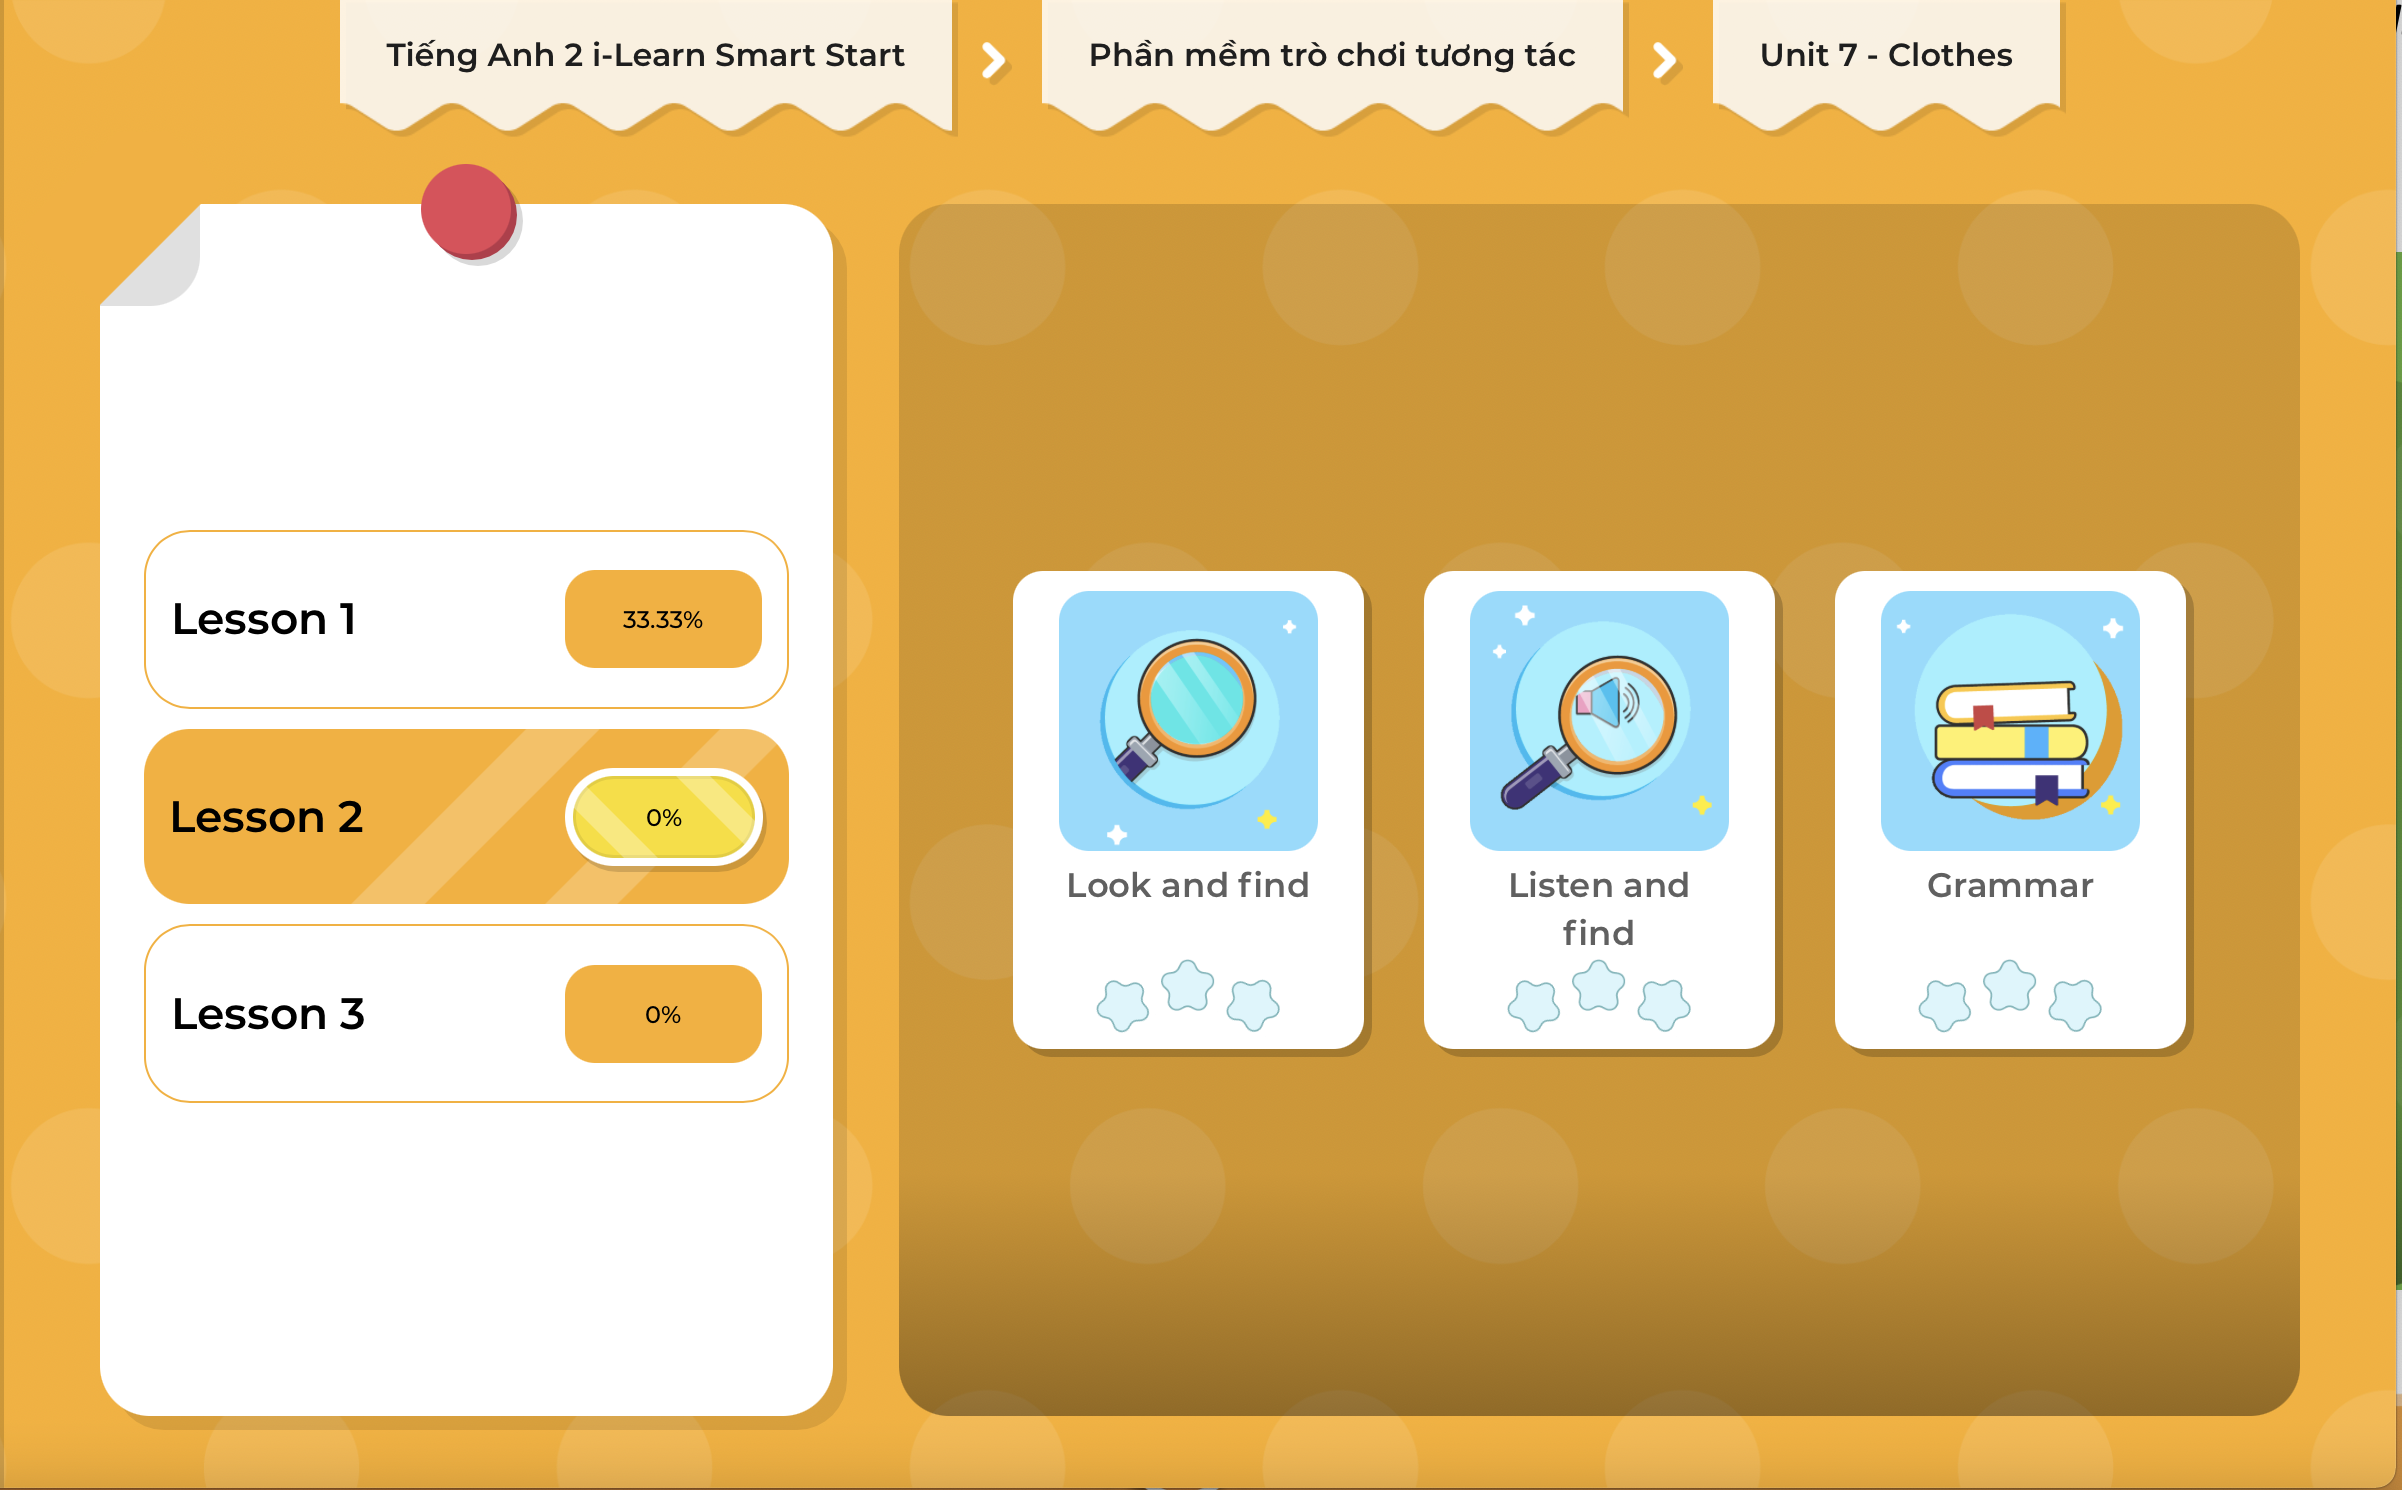 Tiếng Anh 2 i-Learn Smart Start
Phần mềm trò chơi tương tác
Unit 7 - Clothes
Lesson 1
33.33%
Lesson 2
0%
Lesson 3
0%
Look and find
Listen and
find
Grammar